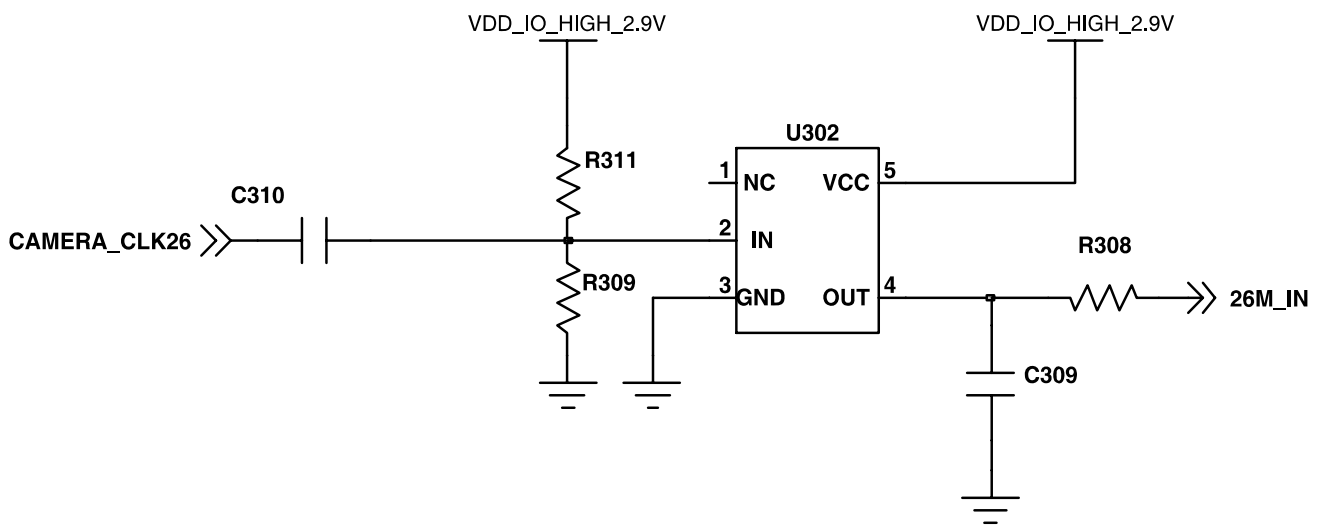 VDD_IO_HIGH_2.9V
VDD_IO_HIGH_2.9V
U302
R311
1
NC
VCC
5
C310
CAMERA_CLK26
2
IN
R308
R309
3
GND
OUT
4
26M_IN
C309